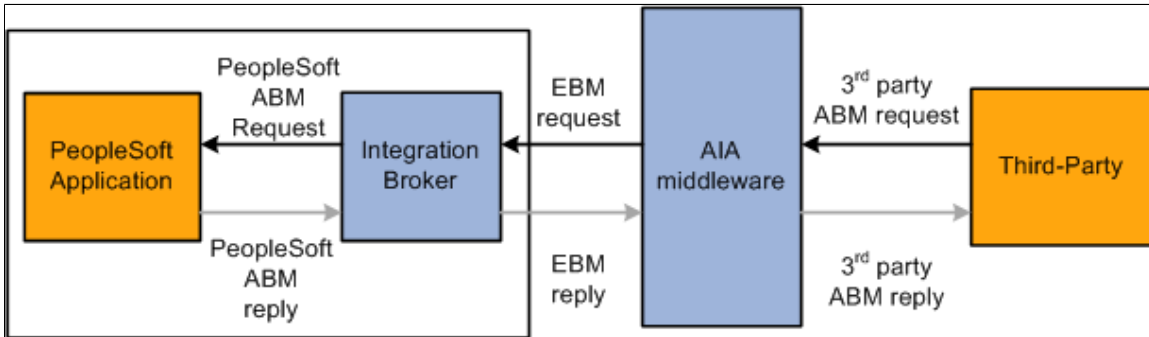 PeopleSoft
ABM
Request
EBM
request
3rd party
ABM request
PeopleSoft
Application
Integration
Broker
AIA
middleware
Third-Party
PeopleSoft
ABM
reply
EBM
reply
3rd party
ABM reply